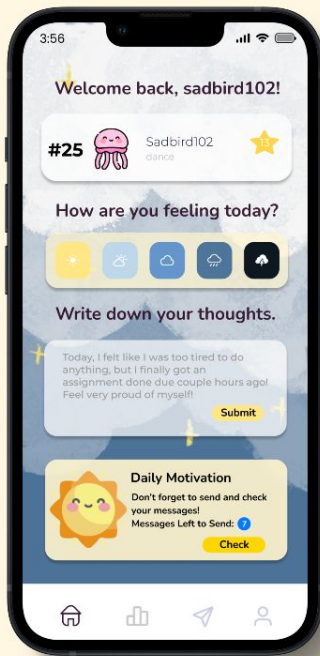 3:56
Welcome back, sadbird102!
#25
Sadbird102
13
dance
How are you feeling today?
Write down your thoughts.
Today, I felt like I was too tired to do
anything, but I finally got an
assignment done due couple hours ago!
Feel very proud of myself!
Submit
Daily Motivation
Don't forget to send and check
your messages!
Messages Left to Send: 7
Check